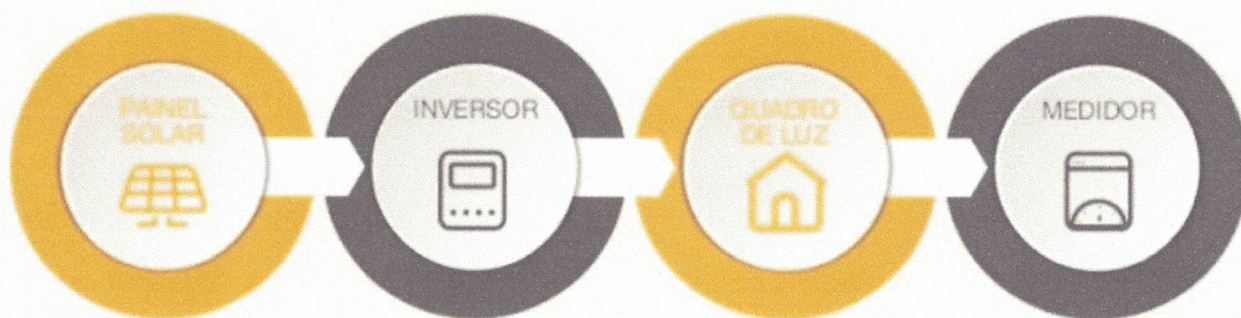 PAINEL
SOLAR
INVERSOR
QUADRO
DE LUZ
MEDIDOR